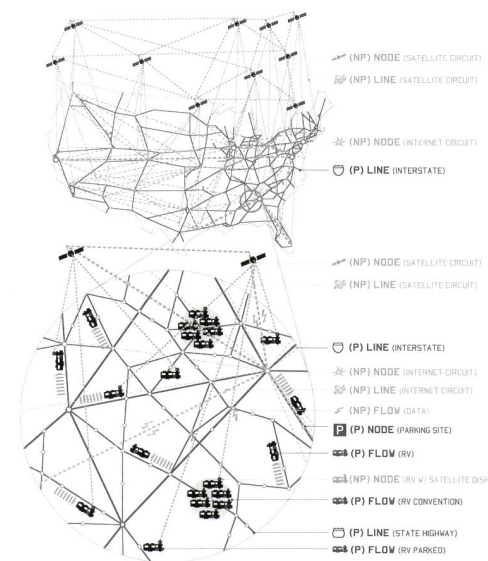 (NP) NODE (SATELLITE CIRCUIT)
(NP) LINE (SATELLITE CIRCUIT)
(NP) NODE (INTERNET CIRCUIT)
(P) LINE (INTERSTATE)
(NP) NODE (SATELLITE CIRCUIT)
(NP) LINE (SATELLITE CIRCUIT)
(P) LINE (INTERSTATE)
(NP) NODE (INTERNET CIRCUIT)
(NP) LINE (INTERNET CIRCUIT)
(NP) FLOW (DATA)
P (P) NODE (PARKING SITE)
(P) FLOW (RV)
(NP) NODE (RV W/ SATELLITE DISH
(P) FLOW (RV CONVENTION)
(P) LINE (STATE HIGHWAY)
(P) FLOW (RV PARKED)